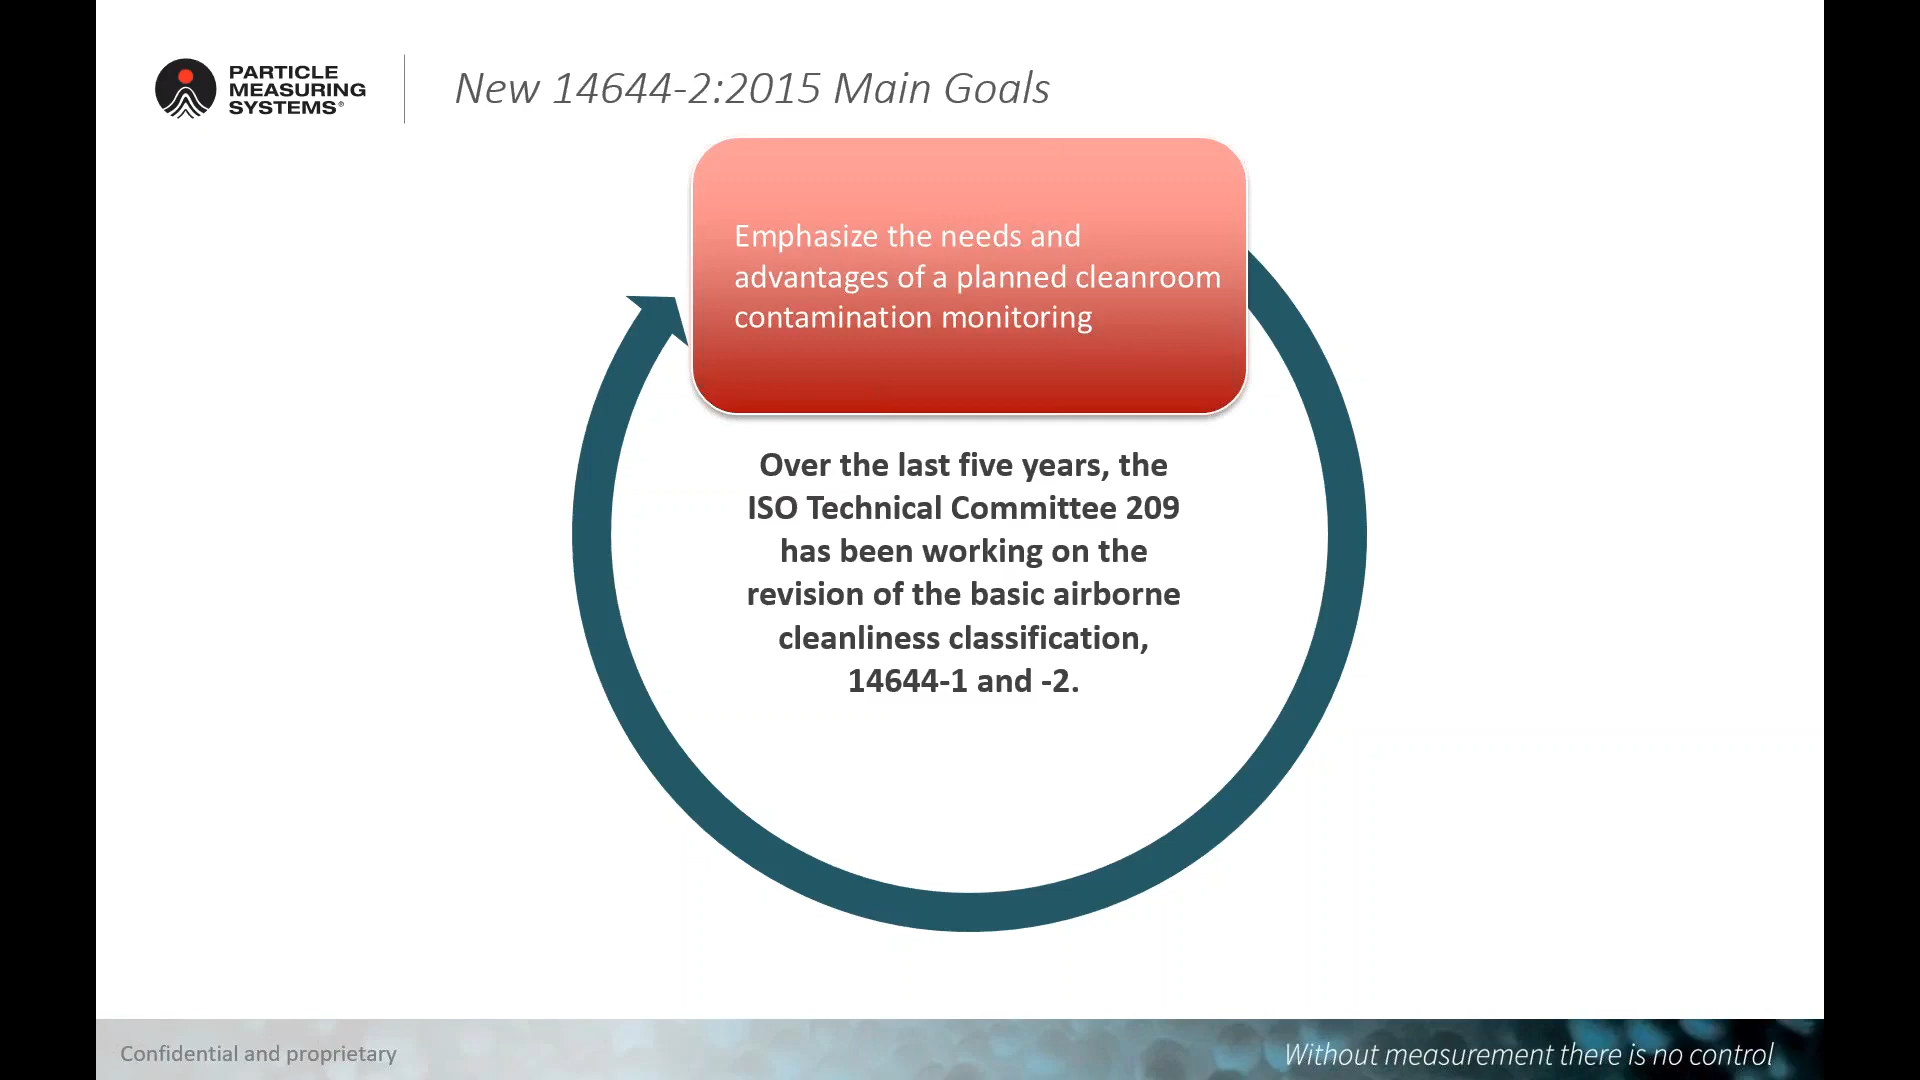 PARTICLE
MEASURING
SYSTEMS®
New 14644-2:2015 Main Goals
Emphasize the needs and
advantages of a planned cleanroom
contamination monitoring
Over the last five years, the
ISO Technical Committee 209
has been working on the
revision of the basic airborne
cleanliness classification,
14644-1 and -2.
Confidential and proprietary
Without measurement there is no control